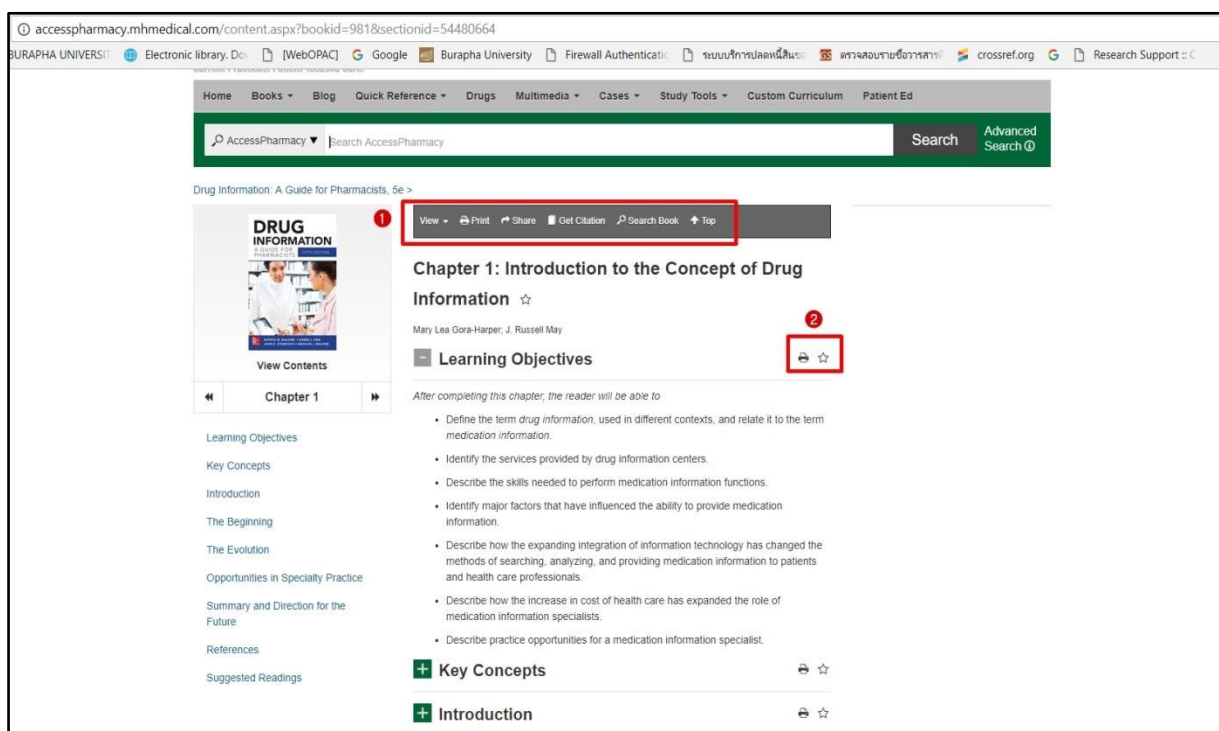 accesspharmacy.mhmedical.com/content.aspx?bookid=981&sectionid=54480664
BURAPHA UNIVERSIT Electronic library. Do [WebOPAC] Google Burapha University Firewall Authenticatio ระบบบริการปลดหนี้สินข ตรวจสอบรายชื่อวารสาร crossref.org Research Support :: C
Home Books Blog Quick Reference Drugs Multimedia Cases Study Tools Custom Curriculum Patient Ed
AccessPharmacy Search AccessPharmacy Search Advanced
Search
Drug Information: A Guide for Pharmacists, 5e >
DRUG
INFORMATION
A GUIDE FOR
PHARMACISTS
View Contents
Chapter 1
Learning Objectives
Key Concepts
Introduction
The Beginning
The Evolution
Opportunities in Specialty Practice
Summary and Direction for the
Future
References
Suggested Readings
1
View Print Share Get Citation Search Book Top
Chapter 1: Introduction to the Concept of Drug
Information
Mary Lea Gora-Harper; J. Russell May
2
Learning Objectives
After completing this chapter, the reader will be able to
• Define the term drug information, used in different contexts, and relate it to the term
medication information.
• Identify the services provided by drug information centers.
• Describe the skills needed to perform medication information functions.
• Identify major factors that have influenced the ability to provide medication
information.
• Describe how the expanding integration of information technology has changed the
methods of searching, analyzing, and providing medication information to patients
and health care professionals.
• Describe how the increase in cost of health care has expanded the role of
medication information specialists.
• Describe practice opportunities for a medication information specialist.
Key Concepts
Introduction